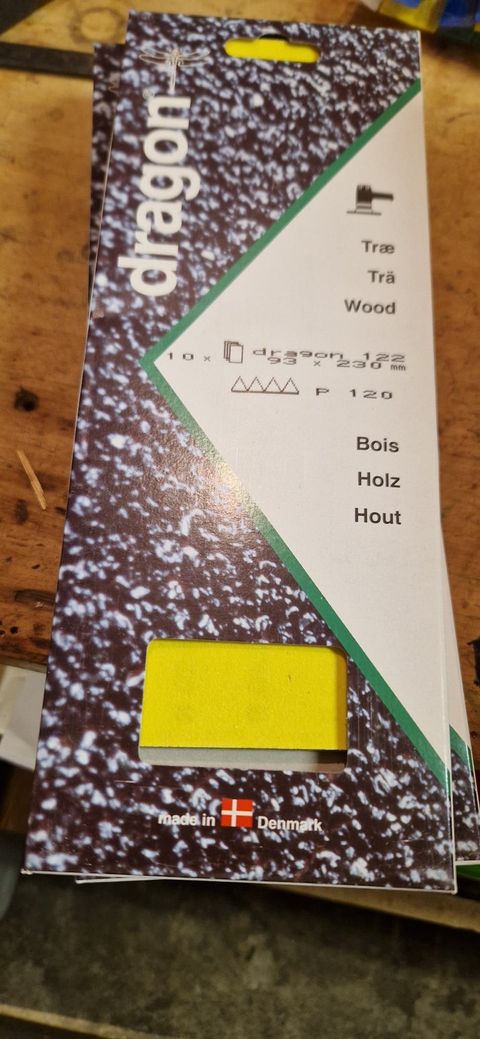 dragon®
Træ
Trä
Wood
10 × dragon 122
93 × 230 mm
P 120
Bois
Holz
Hout
made in Denmark